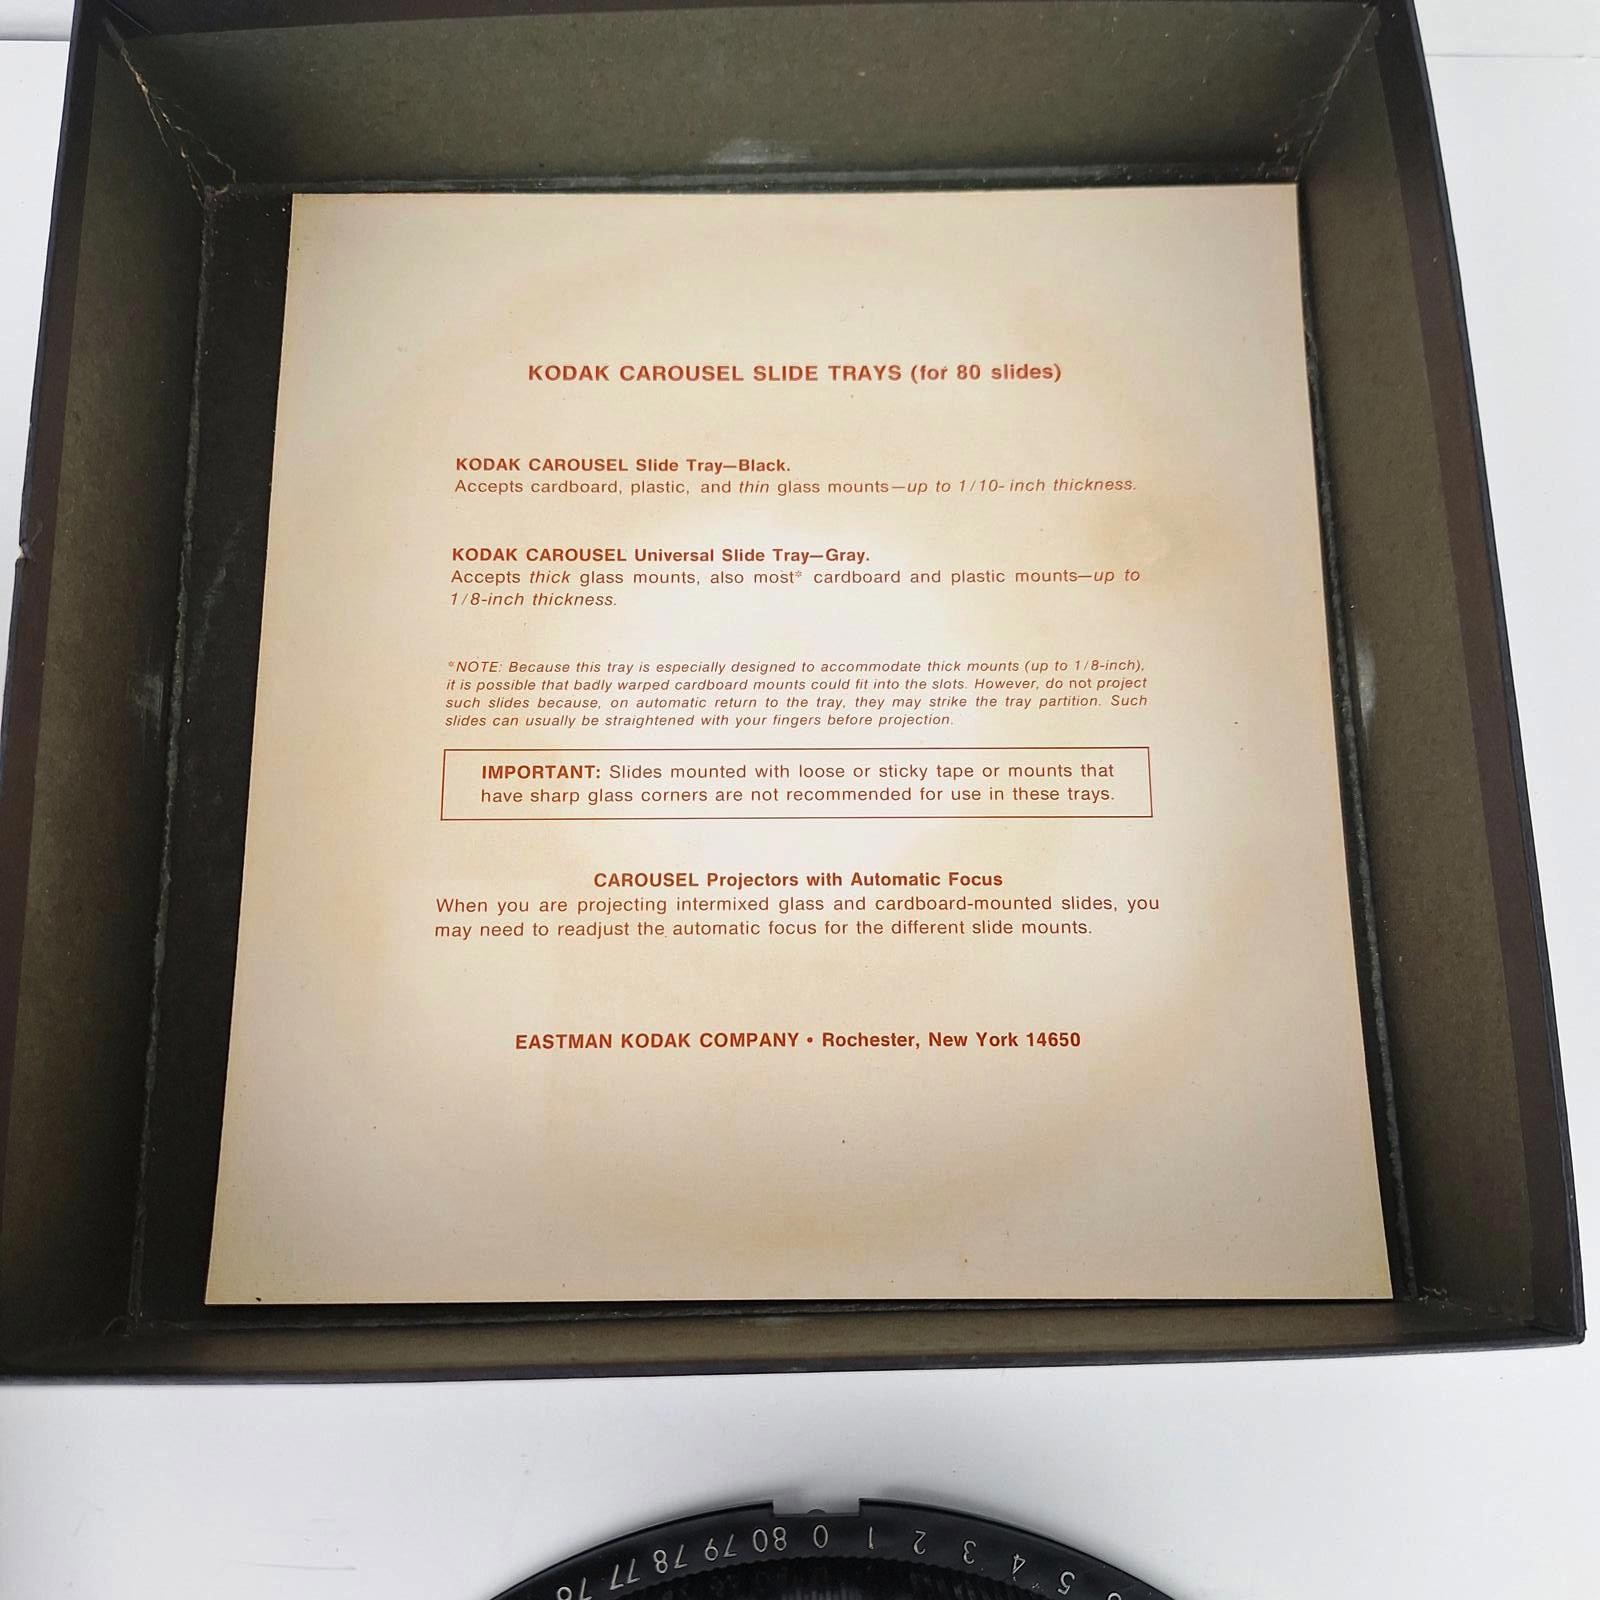 KODAK CAROUSEL SLIDE TRAYS (for 80 slides)
KODAK CAROUSEL Slide Tray—Black.
Accepts cardboard, plastic, and thin glass mounts—up to 1/10-inch thickness.
KODAK CAROUSEL Universal Slide Tray—Gray.
Accepts thick glass mounts, also most* cardboard and plastic mounts—up to
1/8-inch thickness.
*NOTE: Because this tray is especially designed to accommodate thick mounts (up to 1/8-inch),
it is possible that badly warped cardboard mounts could fit into the slots. However, do not project
such slides because, on automatic return to the tray, they may strike the tray partition. Such
slides can usually be straightened with your fingers before projection.
IMPORTANT: Slides mounted with loose or sticky tape or mounts that
have sharp glass corners are not recommended for use in these trays.
CAROUSEL Projectors with Automatic Focus
When you are projecting intermixed glass and cardboard-mounted slides, you
may need to readjust the automatic focus for the different slide mounts.
EASTMAN KODAK COMPANY • Rochester, New York 14650
77 78 79 80 0 1 2 3 4 5